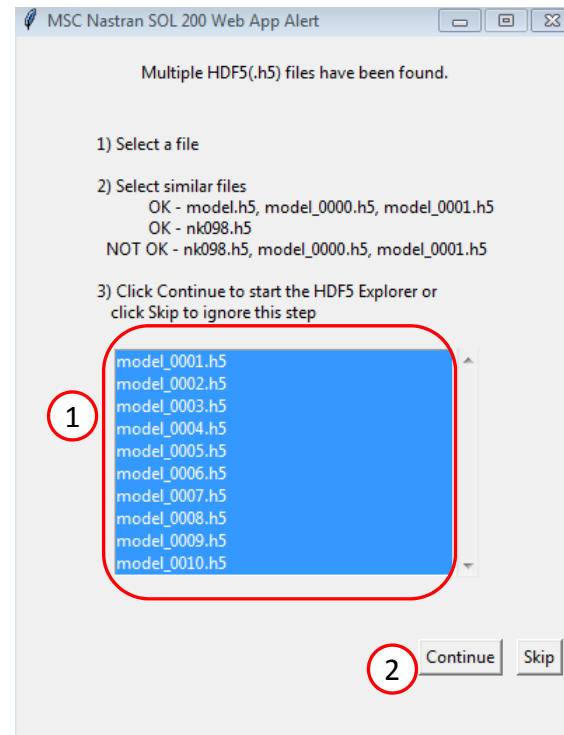 MSC Nastran SOL 200 Web App Alert
Multiple HDF5(.h5) files have been found.
1) Select a file
2) Select similar files
OK - model.h5, model_0000.h5, model_0001.h5
OK - nk098.h5
NOT OK - nk098.h5, model_0000.h5, model_0001.h5
3) Click Continue to start the HDF5 Explorer or
click Skip to ignore this step
1
model_0001.h5
model_0002.h5
model_0003.h5
model_0004.h5
model_0005.h5
model_0006.h5
model_0007.h5
model_0008.h5
model_0009.h5
model_0010.h5
2
Continue Skip